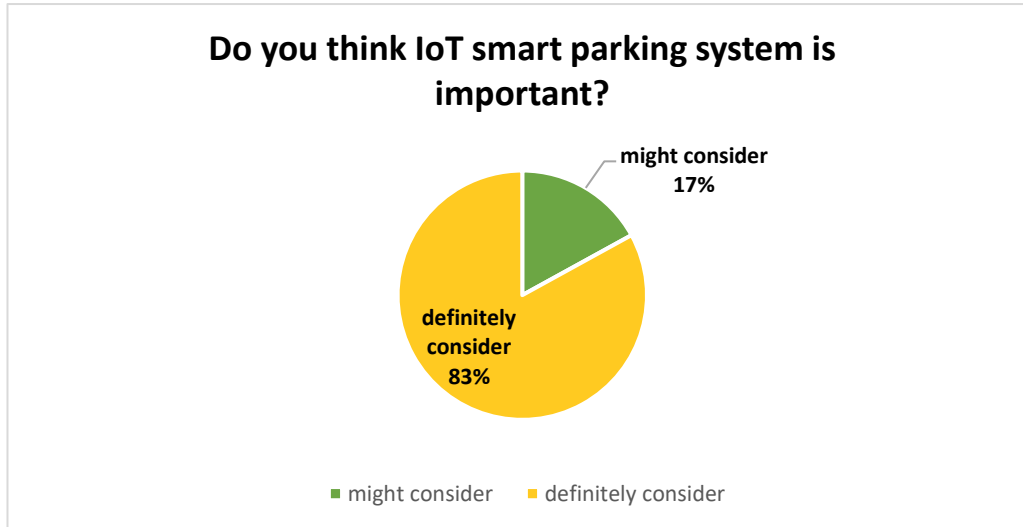 Do you think IoT smart parking system is
important?
might consider
17%
definitely
consider
83%
might consider
definitely consider